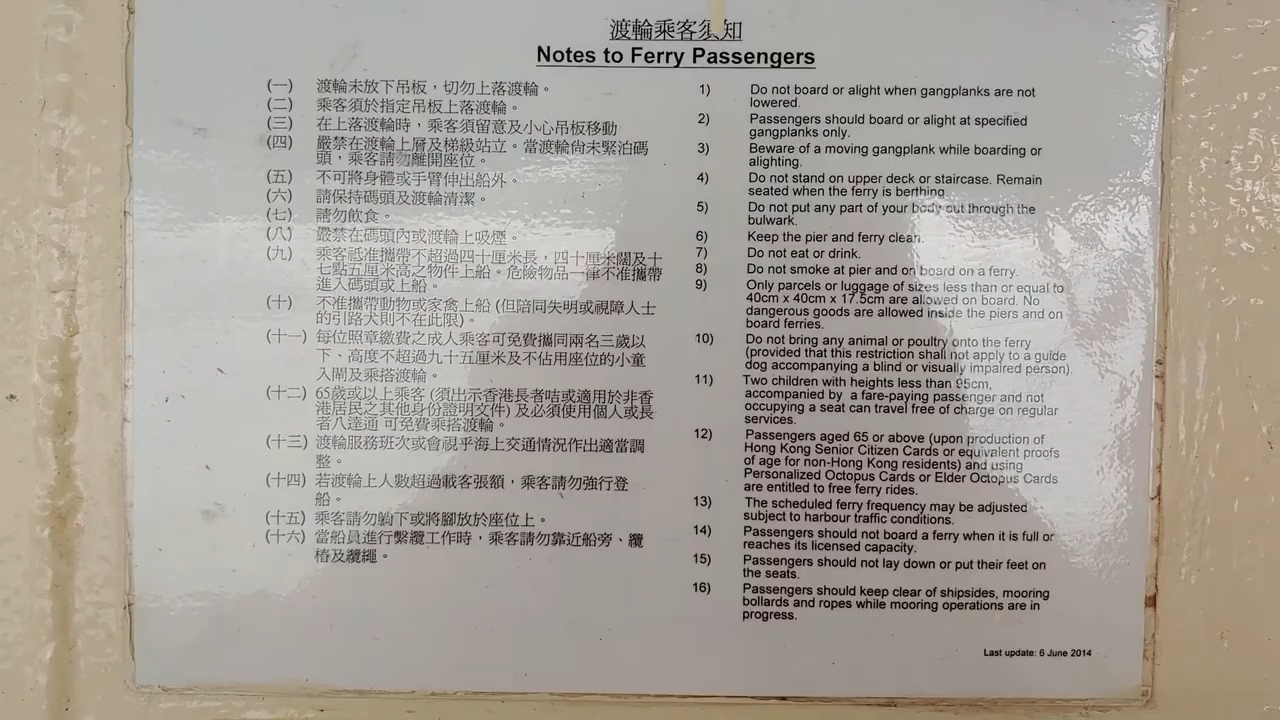 渡輪乘客須知
Notes to Ferry Passengers
(一) 渡輪未放下吊板，切勿上落渡輪。
(二) 乘客須於指定吊板上落渡輪。
(三) 在上落渡輪時，乘客須留意及小心吊板移動
(四) 嚴禁在渡輪上層及梯級站立。當渡輪尚未緊泊碼
頭，乘客請勿離開座位。
(五) 不可將身體或手臂伸出船外。
(六) 請保持碼頭及渡輪清潔。
(七) 請勿飲食。
(八) 嚴禁在碼頭內或渡輪上吸煙。
(九) 乘客祗准攜帶不超過四十厘米長，四十厘米闊及十
七點五厘米高之物件上船。危險物品一律不准攜帶
進入碼頭或上船。
(十) 不准攜帶動物或家禽上船 (但陪同失明或視障人士
的引路犬則不在此限)。
(十一) 每位照章繳費之成人乘客可免費攜同兩名三歲以
下、高度不超過九十五厘米及不佔用座位的小童
入閘及乘搭渡輪。
(十二) 65歲或以上乘客 (須出示香港長者咭或適用於非香
港居民之其他身份證明文件) 及必須使用個人或長
者八達通 可免費乘搭渡輪。
(十三) 渡輪服務班次或會視乎海上交通情況作出適當調
整。
(十四) 若渡輪上人數超過載客張額，乘客請勿強行登
船。
(十五) 乘客請勿躺下或將腳放於座位上。
(十六) 當船員進行繫纜工作時，乘客請勿靠近船旁、纜
樁及纜繩。
1) Do not board or alight when gangplanks are not
lowered.
2) Passengers should board or alight at specified
gangplanks only.
3) Beware of a moving gangplank while boarding or
alighting.
4) Do not stand on upper deck or staircase. Remain
seated when the ferry is berthing.
5) Do not put any part of your body out through the
bulwark.
6) Keep the pier and ferry clean.
7) Do not eat or drink.
8) Do not smoke at pier and on board on a ferry.
9) Only parcels or luggage of sizes less than or equal to
40cm x 40cm x 17.5cm are allowed on board. No
dangerous goods are allowed inside the piers and on
board ferries.
10) Do not bring any animal or poultry onto the ferry
(provided that this restriction shall not apply to a guide
dog accompanying a blind or visually impaired person).
11) Two children with heights less than 95cm,
accompanied by a fare-paying passenger and not
occupying a seat can travel free of charge on regular
services.
12) Passengers aged 65 or above (upon production of
Hong Kong Senior Citizen Cards or equivalent proofs
of age for non-Hong Kong residents) and using
Personalized Octopus Cards or Elder Octopus Cards
are entitled to free ferry rides.
13) The scheduled ferry frequency may be adjusted
subject to harbour traffic conditions.
14) Passengers should not board a ferry when it is full or
reaches its licensed capacity.
15) Passengers should not lay down or put their feet on
the seats.
16) Passengers should keep clear of shipsides, mooring
bollards and ropes while mooring operations are in
progress.
Last update: 6 June 2014